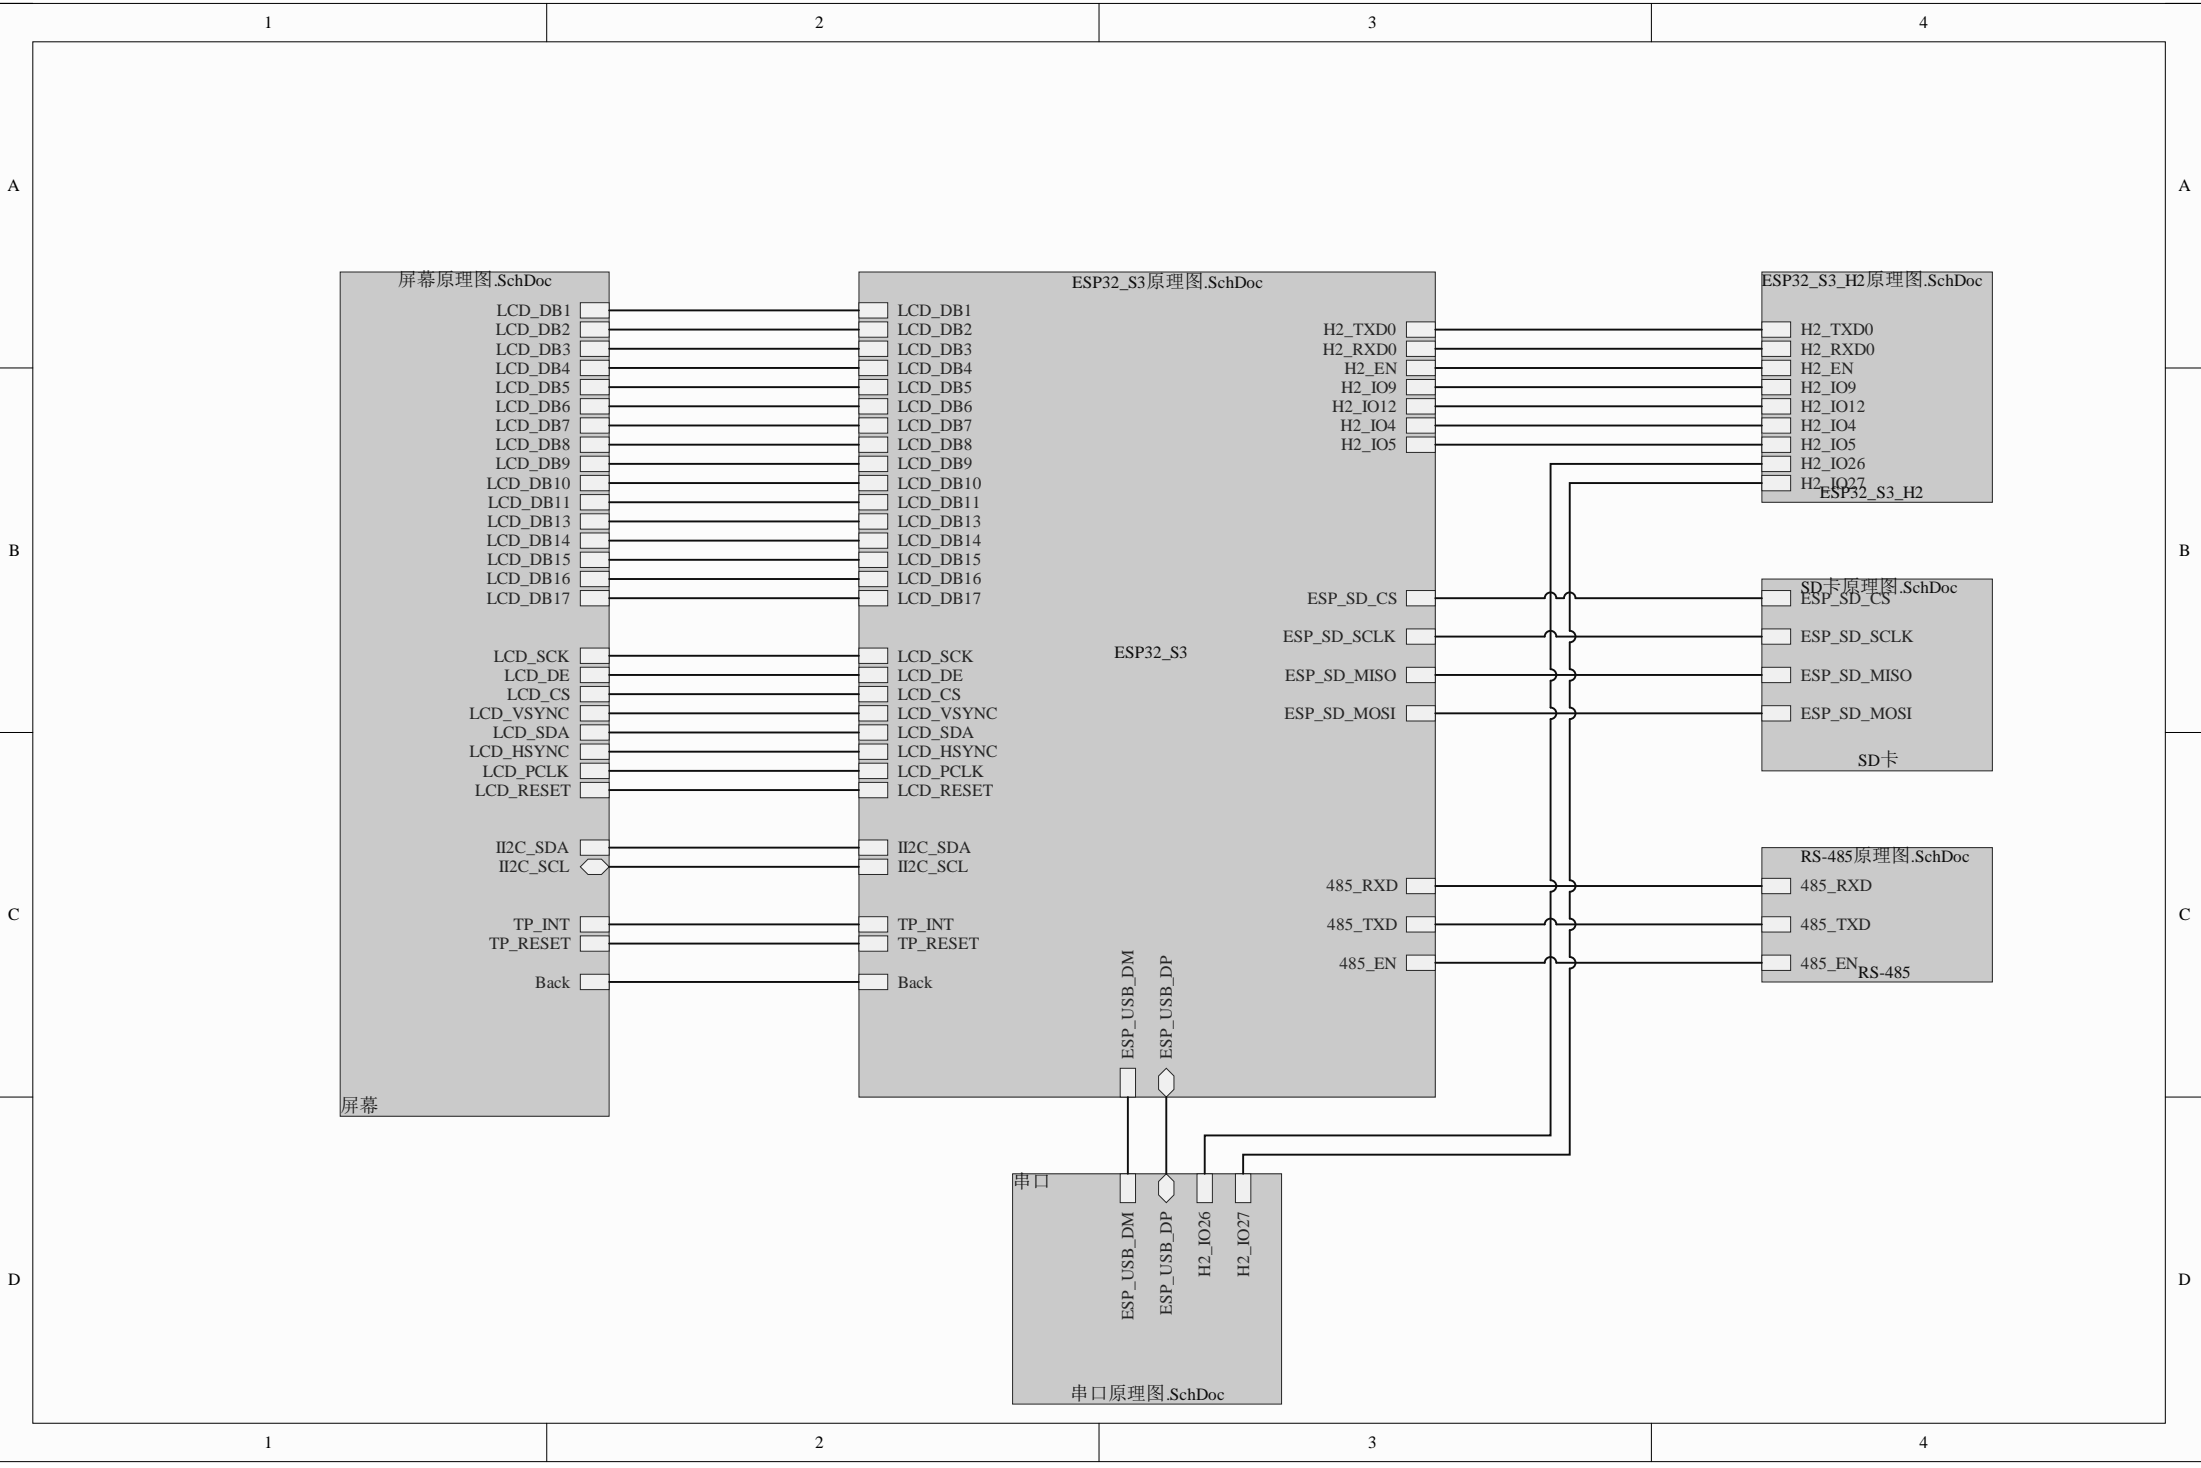 1
2
3
4
A
B
C
D
屏幕原理图.SchDoc
LCD_DB1
LCD_DB2
LCD_DB3
LCD_DB4
LCD_DB5
LCD_DB6
LCD_DB7
LCD_DB8
LCD_DB9
LCD_DB10
LCD_DB11
LCD_DB13
LCD_DB14
LCD_DB15
LCD_DB16
LCD_DB17
LCD_SCK
LCD_DE
LCD_CS
LCD_VSYNC
LCD_SDA
LCD_HSYNC
LCD_PCLK
LCD_RESET
II2C_SDA
II2C_SCL
TP_INT
TP_RESET
Back
屏幕
ESP32_S3原理图.SchDoc
LCD_DB1
LCD_DB2
LCD_DB3
LCD_DB4
LCD_DB5
LCD_DB6
LCD_DB7
LCD_DB8
LCD_DB9
LCD_DB10
LCD_DB11
LCD_DB13
LCD_DB14
LCD_DB15
LCD_DB16
LCD_DB17
LCD_SCK
LCD_DE
LCD_CS
LCD_VSYNC
LCD_SDA
LCD_HSYNC
LCD_PCLK
LCD_RESET
II2C_SDA
II2C_SCL
TP_INT
TP_RESET
Back
ESP32_S3
H2_TXD0
H2_RXD0
H2_EN
H2_IO9
H2_IO12
H2_IO4
H2_IO5
ESP_SD_CS
ESP_SD_SCLK
ESP_SD_MISO
ESP_SD_MOSI
485_RXD
485_TXD
485_EN
ESP_USB_DM
ESP_USB_DP
ESP32_S3_H2原理图.SchDoc
H2_TXD0
H2_RXD0
H2_EN
H2_IO9
H2_IO12
H2_IO4
H2_IO5
H2_IO26
H2_IO27
ESP32_S3_H2
SD卡原理图.SchDoc
ESP_SD_CS
ESP_SD_SCLK
ESP_SD_MISO
ESP_SD_MOSI
SD卡
RS-485原理图.SchDoc
485_RXD
485_TXD
485_EN
RS-485
串口
ESP_USB_DM
ESP_USB_DP
H2_IO26
H2_IO27
串口原理图.SchDoc
A
B
C
D
1
2
3
4